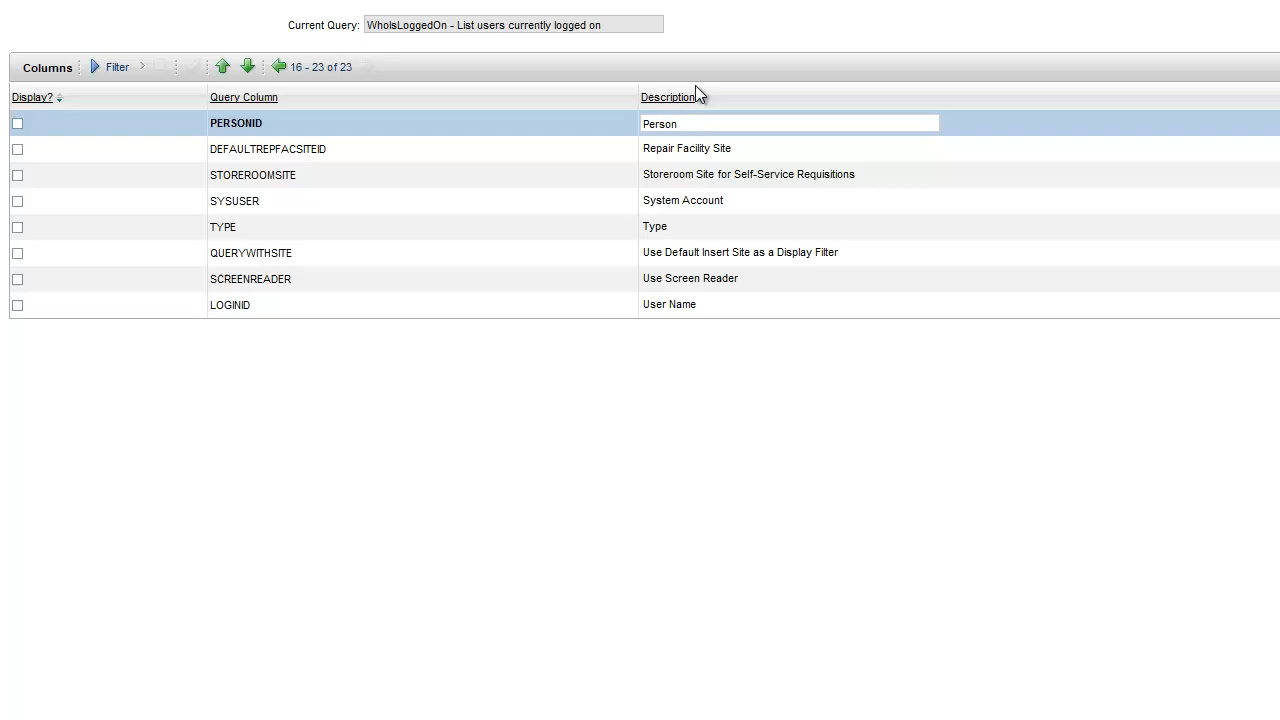 Current Query: WhoIsLoggedOn - List users currently logged on
Columns Filter 16 - 23 of 23
Display? Query Column Description
PERSONID Person
DEFAULTREPFACSITEID Repair Facility Site
STOREROOMSITE Storeroom Site for Self-Service Requisitions
SYSUSER System Account
TYPE Type
QUERYWITHSITE Use Default Insert Site as a Display Filter
SCREENREADER Use Screen Reader
LOGINID User Name